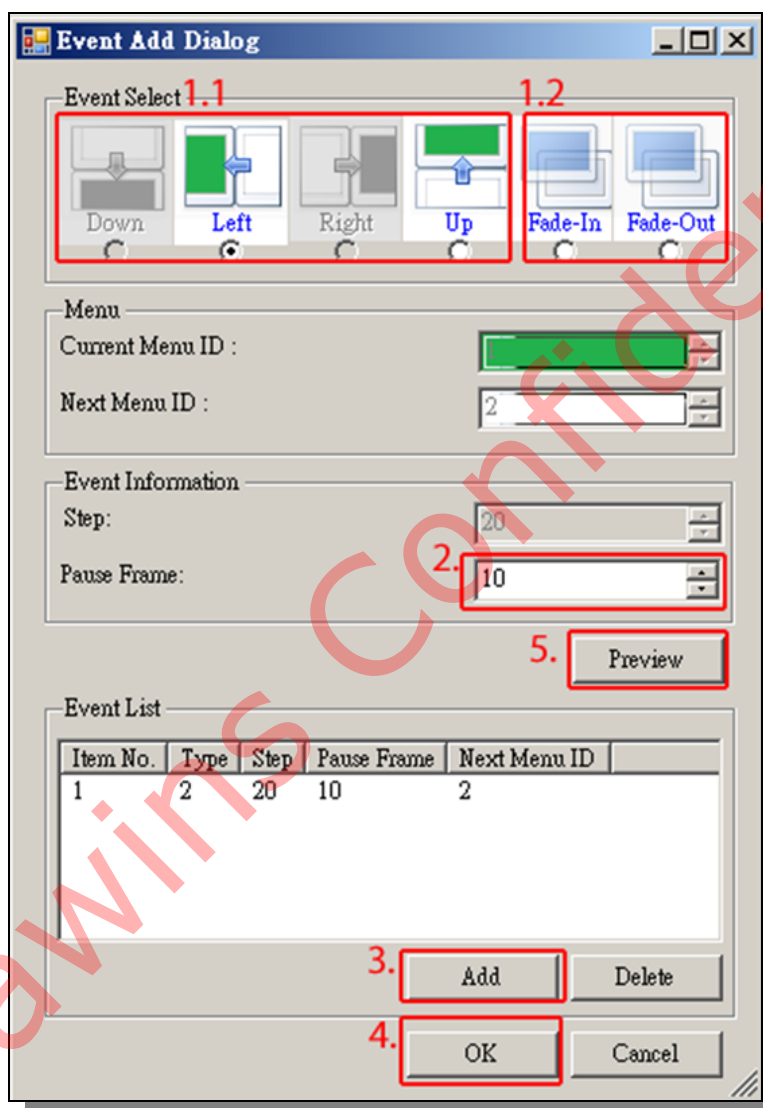 Event Add Dialog
Event Select 1.1 1.2
Down Left Right Up Fade-In Fade-Out
Menu
Current Menu ID : 1
Next Menu ID : 2
Event Information
Step: 20
Pause Frame: 2. 10
5. Preview
Event List
Item No. Type Step Pause Frame Next Menu ID
1 2 20 10 2
3. Add Delete
4. OK Cancel